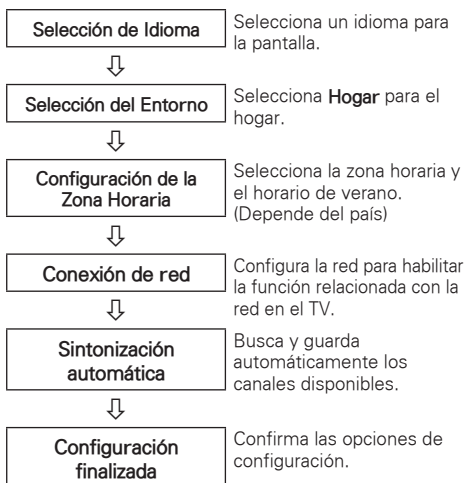 Selección de Idioma
Selecciona un idioma para
la pantalla.
Selección del Entorno
Selecciona Hogar para el
hogar.
Configuración de la
Zona Horaria
Selecciona la zona horaria y
el horario de verano.
(Depende del país)
Conexión de red
Configura la red para habilitar
la función relacionada con la
red en el TV.
Sintonización
automática
Busca y guarda
automáticamente los
canales disponibles.
Configuración
finalizada
Confirma las opciones de
configuración.